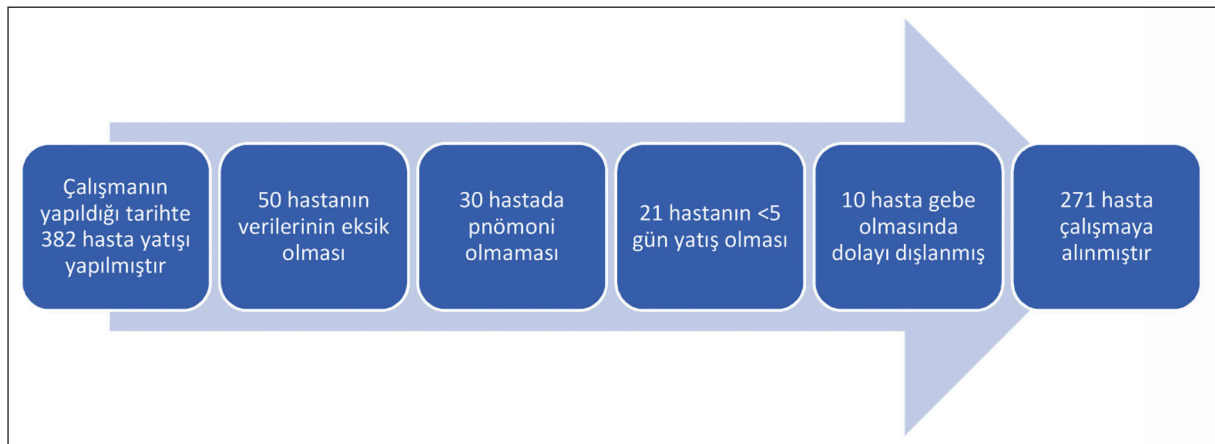 Çalışmanın
yapıldığı tarihte
382 hasta yatışı
yapılmıştır
50 hastanın
verilerinin eksik
olması
30 hastada
pnömoni
olmaması
21 hastanın <5
gün yatış olması
10 hasta gebe
olmasında
dolayı dışlanmış
271 hasta
çalışmaya
alınmıştır